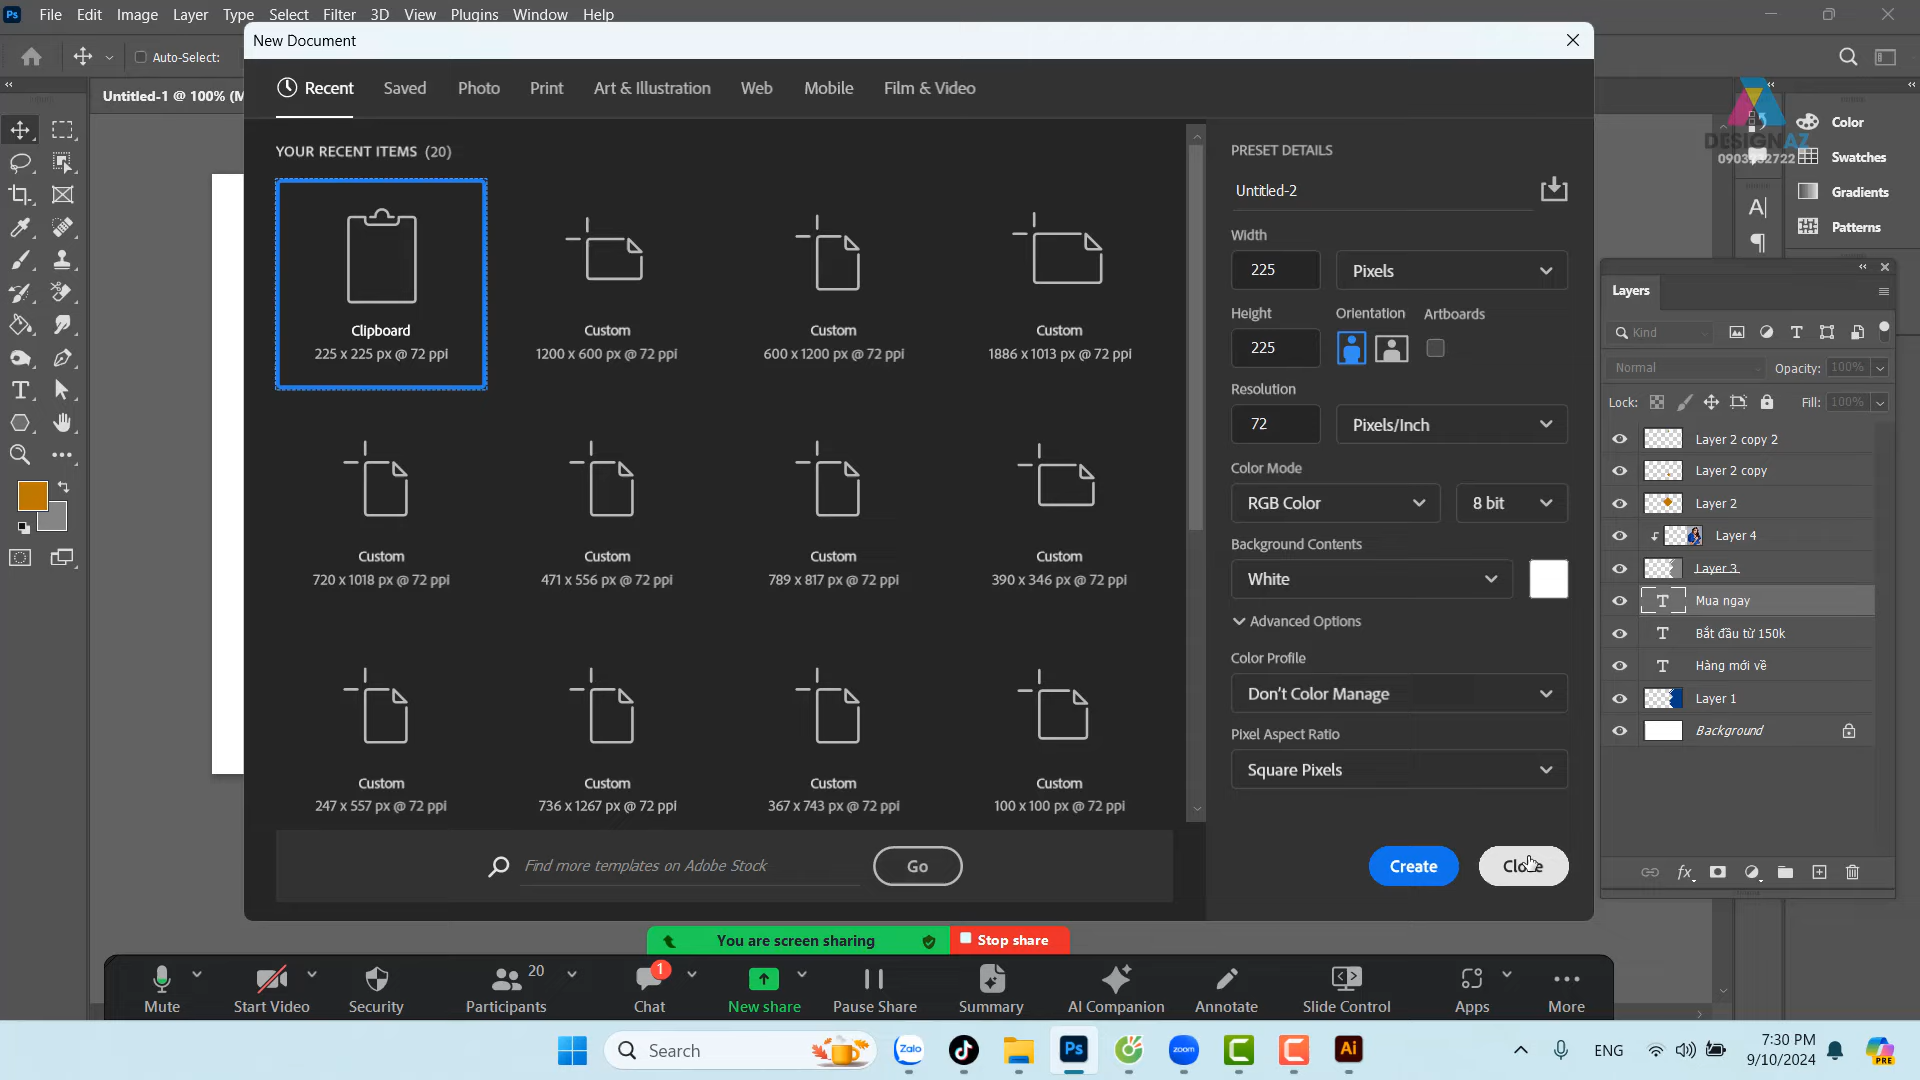 Ps File Edit Image Layer Type Select Filter 3D View Plugins Window Help
New Document
Auto-Select:
Untitled-1 @ 100% (M
Recent Saved Photo Print Art & Illustration Web Mobile Film & Video
YOUR RECENT ITEMS (20)
Clipboard
225 x 225 px @ 72 ppi
Custom
1200 x 600 px @ 72 ppi
Custom
600 x 1200 px @ 72 ppi
Custom
1886 x 1013 px @ 72 ppi
Custom
720 x 1018 px @ 72 ppi
Custom
471 x 556 px @ 72 ppi
Custom
789 x 817 px @ 72 ppi
Custom
390 x 346 px @ 72 ppi
Custom
247 x 557 px @ 72 ppi
Custom
736 x 1267 px @ 72 ppi
Custom
367 x 743 px @ 72 ppi
Custom
100 x 100 px @ 72 ppi
Find more templates on Adobe Stock
Go
PRESET DETAILS
Untitled-2
Width
225 Pixels
Height Orientation Artboards
225
Resolution
72 Pixels/Inch
Color Mode
RGB Color 8 bit
Background Contents
White
Advanced Options
Color Profile
Don't Color Manage
Pixel Aspect Ratio
Square Pixels
Create
DESIGNAZ
Color
Swatches
Gradients
Patterns
Layers
Kind
Normal Opacity: 100%
Lock: Fill: 100%
Layer 2 copy 2
Layer 2 copy
Layer 2
Layer 4
Layer 3
Mua ngay
Bắt đầu từ 150k
Hàng mới về
Layer 1
Background
You are screen sharing Stop share
20 1
Mute Start Video Security Participants Chat New share Pause Share Summary AI Companion Annotate Slide Control Apps More
Search
Zalo Ps zoom Ai
ENG
7:30 PM
9/10/2024
PRE